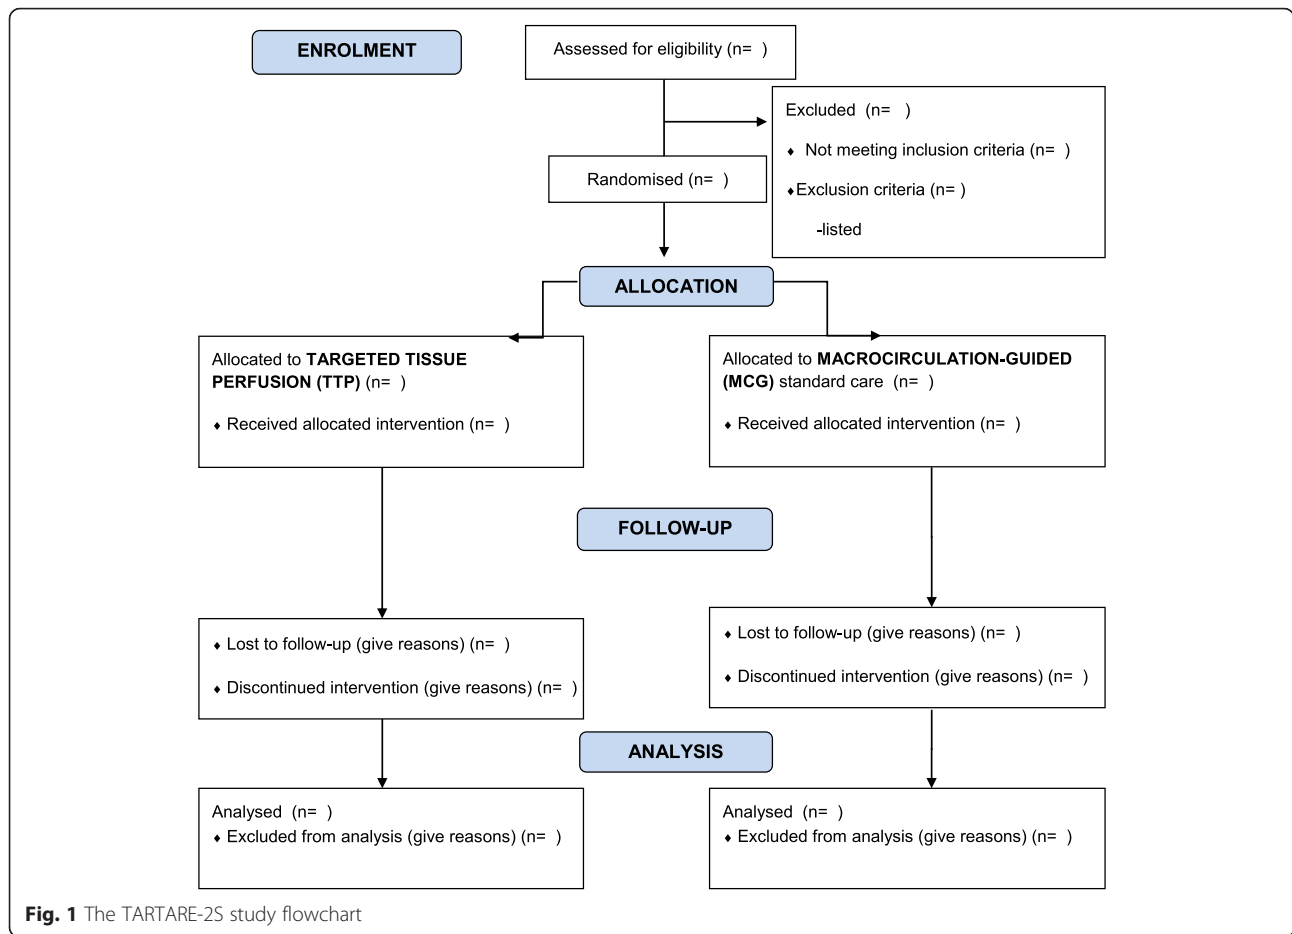 ENROLMENT
Assessed for eligibility (n= )
Excluded (n= )
♦ Not meeting inclusion criteria (n= )
♦Exclusion criteria (n= )
-listed
Randomised (n= )
ALLOCATION
Allocated to TARGETED TISSUE
PERFUSION (TTP) (n= )
♦ Received allocated intervention (n= )
Allocated to MACROCIRCULATION-GUIDED
(MCG) standard care (n= )
♦ Received allocated intervention (n= )
FOLLOW-UP
♦ Lost to follow-up (give reasons) (n= )
♦ Discontinued intervention (give reasons) (n= )
♦ Lost to follow-up (give reasons) (n= )
♦ Discontinued intervention (give reasons) (n= )
ANALYSIS
Analysed (n= )
♦ Excluded from analysis (give reasons) (n= )
Analysed (n= )
♦ Excluded from analysis (give reasons) (n= )
Fig. 1 The TARTARE-2S study flowchart